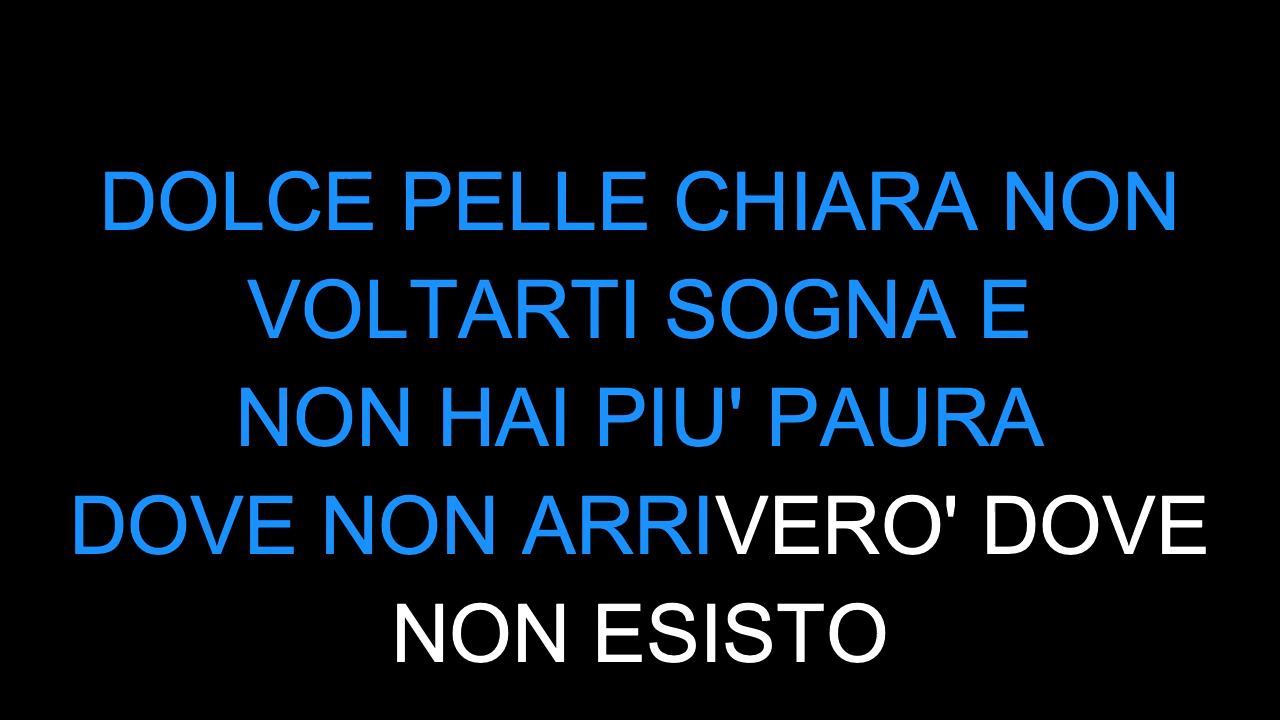 DOLCE PELLE CHIARA NON
VOLTARTI SOGNA E
NON HAI PIU' PAURA
DOVE NON ARRIVERO' DOVE
NON ESISTO